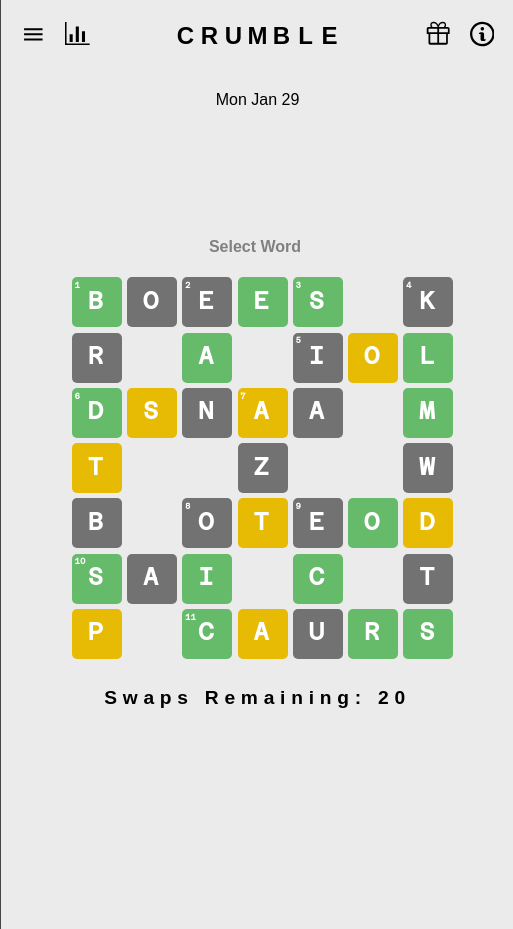 CRUMBLE
Mon Jan 29
Select Word
1 B O 2 E E 3 S 4 K
R A 5 I O L
6 D S N 7 A A M
T Z W
B 8 O T 9 E O D
10 S A I C T
P 11 C A U R S
Swaps Remaining: 20